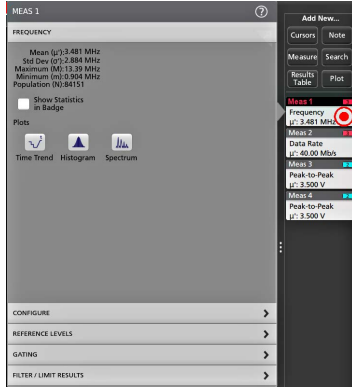 MEAS 1
?
FREQUENCY
Mean (µ'): 3.481 MHz
Std Dev (σ'): 2.884 MHz
Maximum (M): 13.39 MHz
Minimum (m): 0.904 MHz
Population (N): 84151
Show Statistics
in Badge
Plots
Time Trend
Histogram
Spectrum
CONFIGURE
REFERENCE LEVELS
GATING
FILTER / LIMIT RESULTS
Add New...
Cursors
Note
Measure
Search
Results
Table
Plot
Meas 1
Frequency
µ': 3.481 MHz
Meas 2
Data Rate
µ': 40.00 Mb/s
Meas 3
Peak-to-Peak
µ': 3.500 V
Meas 4
Peak-to-Peak
µ': 3.500 V